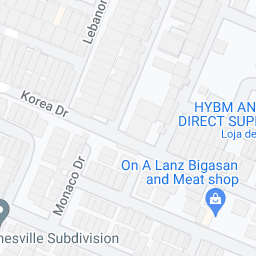 Lebanon
Korea Dr
HYBM AN
DIRECT SUP
Loja de
On A Lanz Bigasan
and Meat shop
Monaco Dr
nesville Subdivision